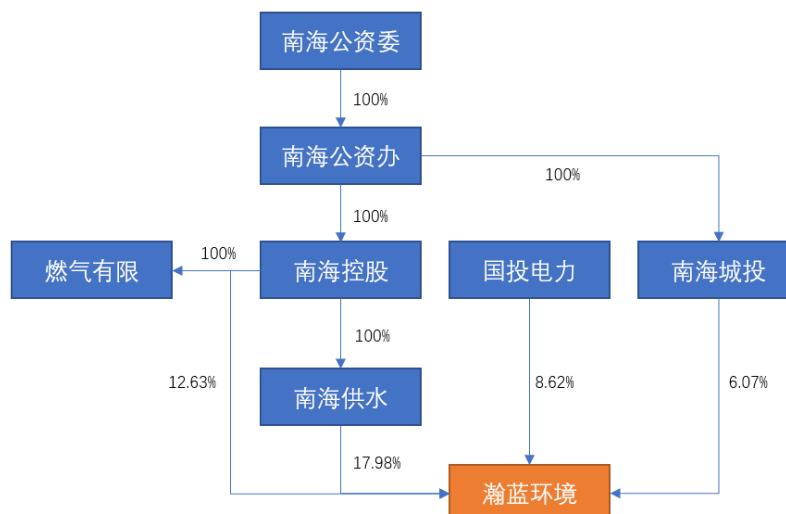 南海公资委
100%
南海公资办
100%
100%
100%
燃气有限
南海控股
国投电力
南海城投
100%
12.63%
8.62%
6.07%
南海供水
17.98%
瀚蓝环境